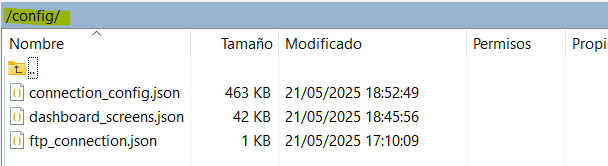 /config/
Nombre Tamaño Modificado Permisos Propi
..
connection_config.json 463 KB 21/05/2025 18:52:49
dashboard_screens.json 42 KB 21/05/2025 18:45:56
ftp_connection.json 1 KB 21/05/2025 17:10:09